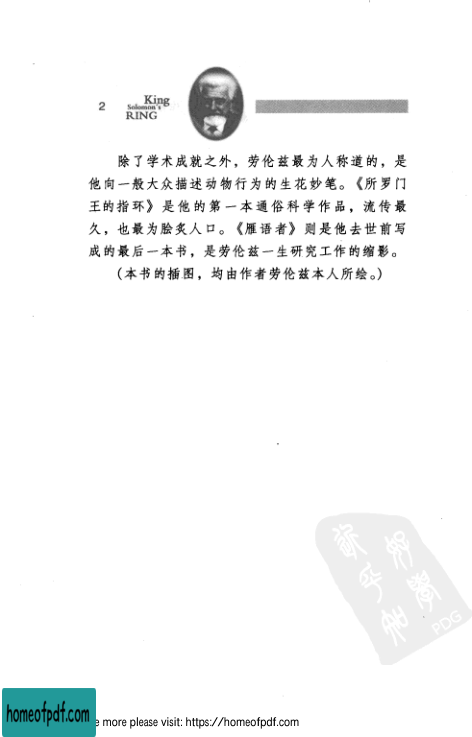 2
King
Solomon's
RING
除了学术成就之外，劳伦兹最为人称道的，是
他向一般大众描述动物行为的生花妙笔。《所罗门
王的指环》是他的第一本通俗科学作品，流传最
久，也最为脍炙人口。《雁语者》则是他去世前写
成的最后一本书，是劳伦兹一生研究工作的缩影。
（本书的插图，均由作者劳伦兹本人所绘。）
PDG
homeofpdf.com
e more please visit: https://homeofpdf.com